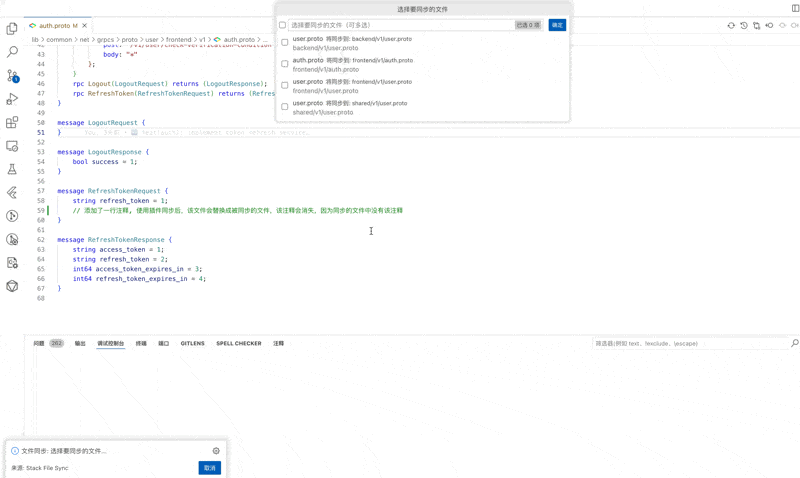 选择要同步的文件
auth.proto M
选择要同步的文件（可多选）
已选 0 项
确定
user.proto 将同步到: backend/v1/user.proto
backend/v1/user.proto
auth.proto 将同步到: frontend/v1/auth.proto
frontend/v1/auth.proto
user.proto 将同步到: frontend/v1/user.proto
frontend/v1/user.proto
user.proto 将同步到: shared/v1/user.proto
shared/v1/user.proto
lib > common > net > grpcs > proto > user > frontend > v1 > auth.proto > ...
43 body: "*"
44 };
45 }
46 rpc Logout(LogoutRequest) returns (LogoutResponse);
47 rpc RefreshToken(RefreshTokenRequest) returns (Refres
48 }
49
50 message LogoutRequest {
51 }
52
53 message LogoutResponse {
54 bool success = 1;
55 }
56
57 message RefreshTokenRequest {
58 string refresh_token = 1;
59 // 添加了一行注释, 使用插件同步后, 该文件会替换成被同步的文件, 该注释会消失, 因为同步的文件中没有该注释
60 }
61
62 message RefreshTokenResponse {
63 string access_token = 1;
64 string refresh_token = 2;
65 int64 access_token_expires_in = 3;
66 int64 refresh_token_expires_in = 4;
67 }
68
问题 262 输出 调试控制台 终端 端口 GITLENS SPELL CHECKER 注释
筛选器(例如 text、!exclude、\escape)
文件同步: 选择要同步的文件...
来源: Stack File Sync
取消